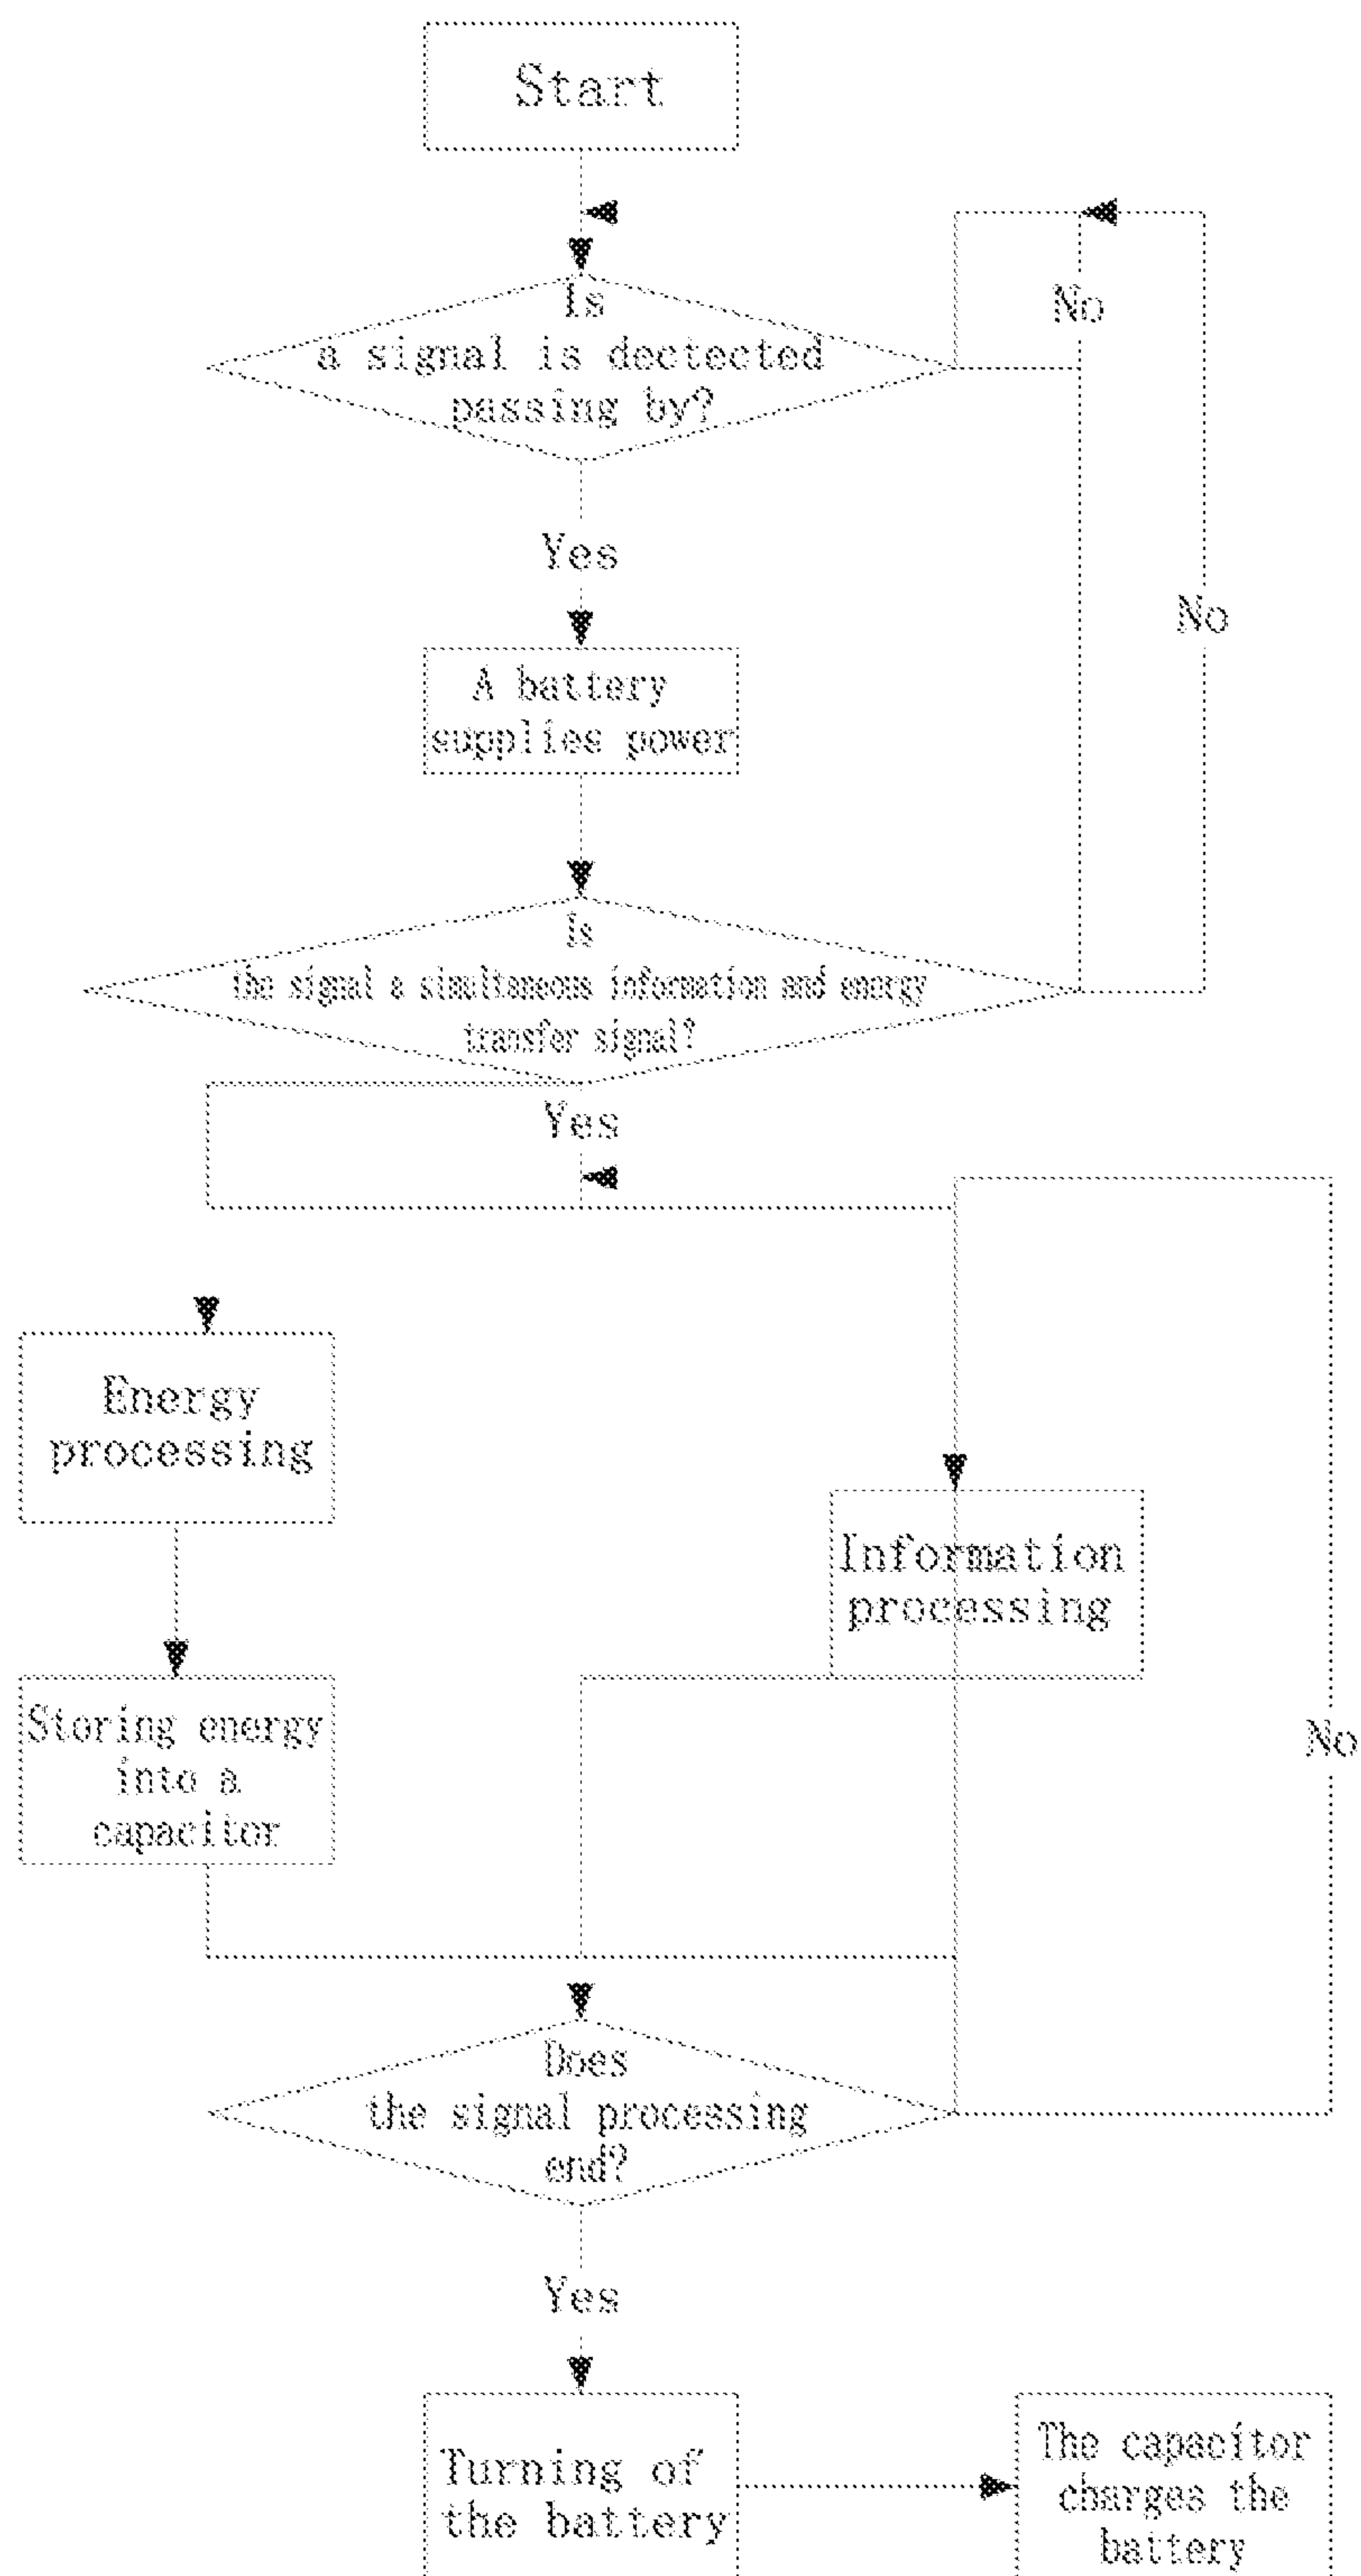 Start
Is
a signal is dectected
passing by?
No
Yes
No
A battery
supplies power
Is
the signal a simultaneous information and energy
transfer signal?
Yes
Energy
processing
Information
processing
Storing energy
into a
capacitor
No
Does
the signal processing
end?
Yes
Turning of
the battery
The capacitor
charges the
battery